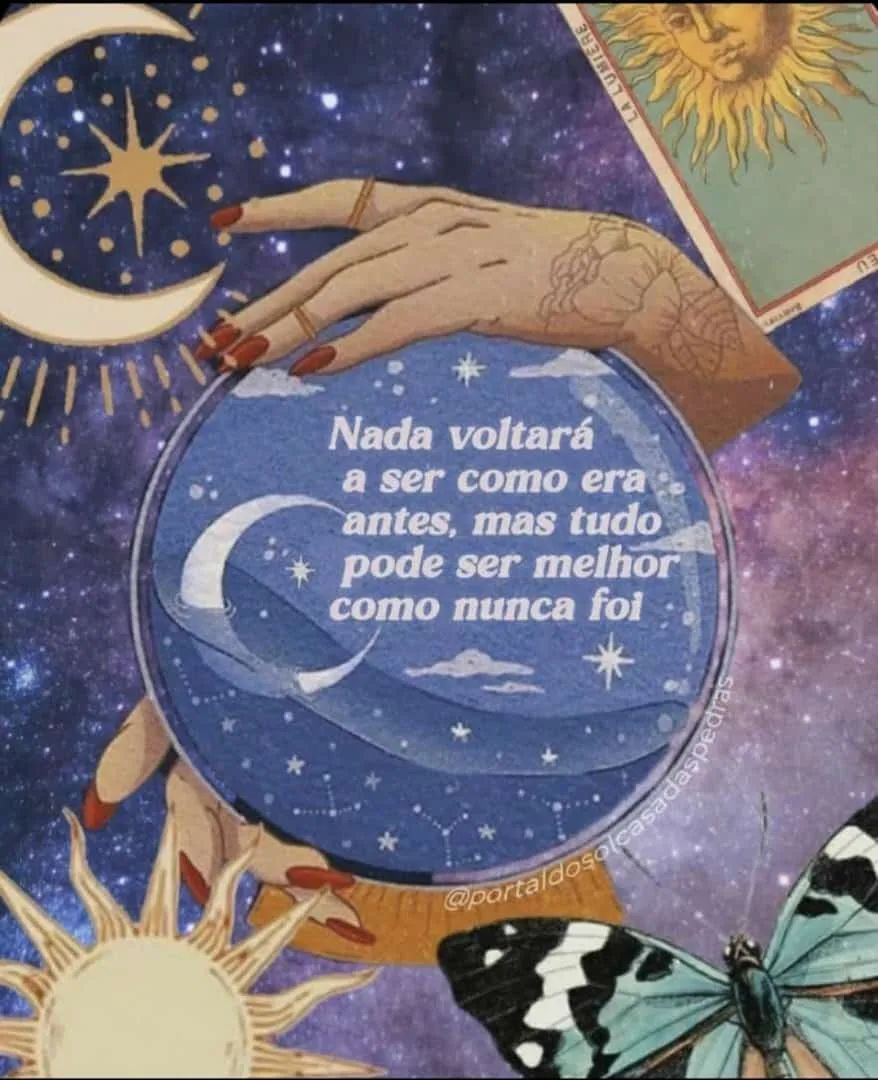 LA LUMIERE
Nada voltará
a ser como era
antes, mas tudo
pode ser melhor
como nunca foi
@portaldosolcasadaspedras